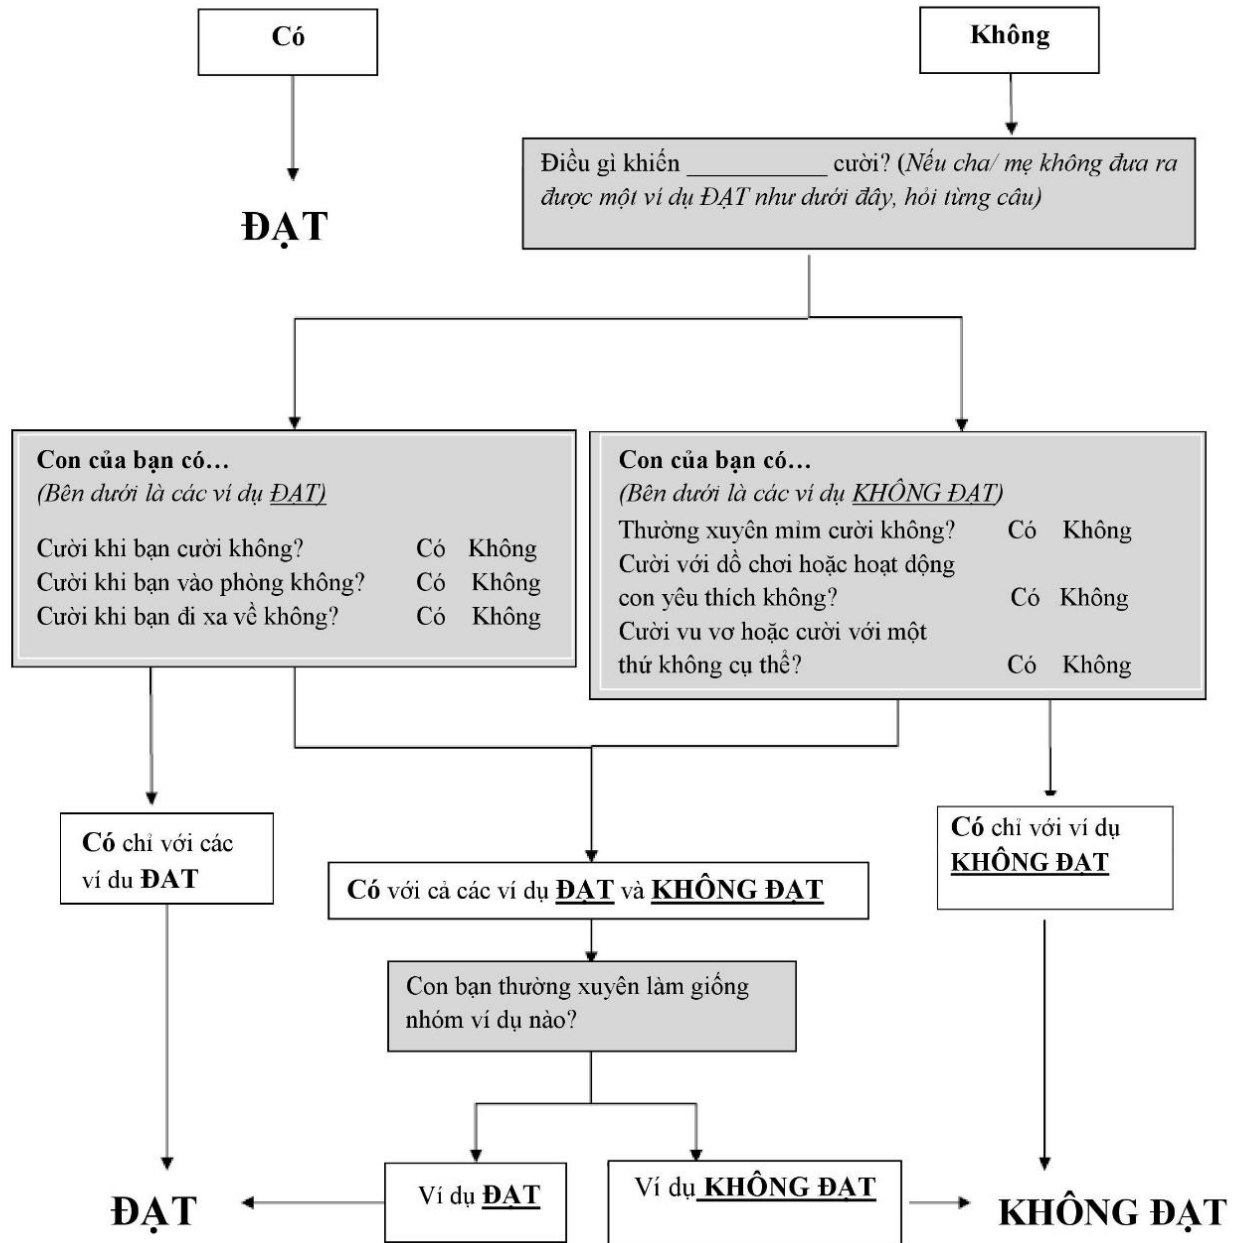 Có
Không
Điều gì khiến ___________ cười? (Nếu cha/ mẹ không đưa ra
được một ví dụ ĐẠT như dưới đây, hỏi từng câu)
ĐẠT
Con của bạn có…
(Bên dưới là các ví dụ ĐẠT)
Cười khi bạn cười không? Có Không
Cười khi bạn vào phòng không? Có Không
Cười khi bạn đi xa về không? Có Không
Con của bạn có…
(Bên dưới là các ví dụ KHÔNG ĐẠT)
Thường xuyên mỉm cười không? Có Không
Cười với đồ chơi hoặc hoạt động
con yêu thích không? Có Không
Cười vu vơ hoặc cười với một
thứ không cụ thể? Có Không
Có chỉ với các
ví du ĐAT
Có với cả các ví dụ ĐẠT và KHÔNG ĐẠT
Có chỉ với ví dụ
KHÔNG ĐẠT
Con bạn thường xuyên làm giống
nhóm ví dụ nào?
ĐẠT
Ví dụ ĐẠT
Ví dụ KHÔNG ĐẠT
KHÔNG ĐẠT